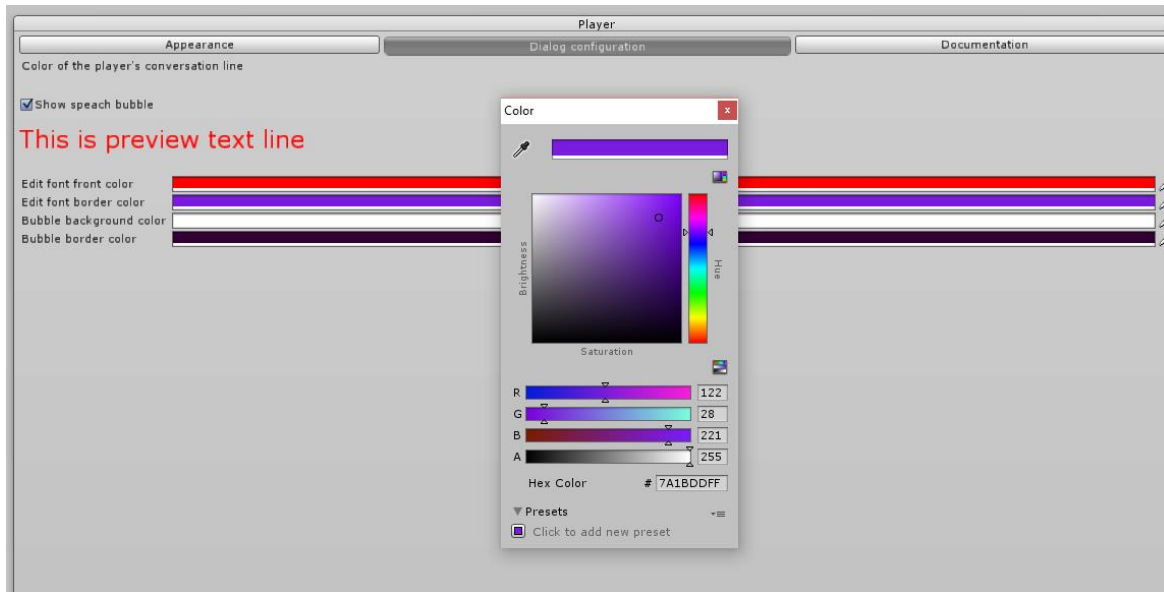 Player
Appearance Dialog configuration Documentation
Color of the player's conversation line
Show speach bubble
This is preview text line
Edit font front color
Edit font border color
Bubble background color
Bubble border color
Color
x
Brightness
Hue
Saturation
R 122
G 28
B 221
A 255
Hex Color # 7A1BDDFF
Presets
Click to add new preset